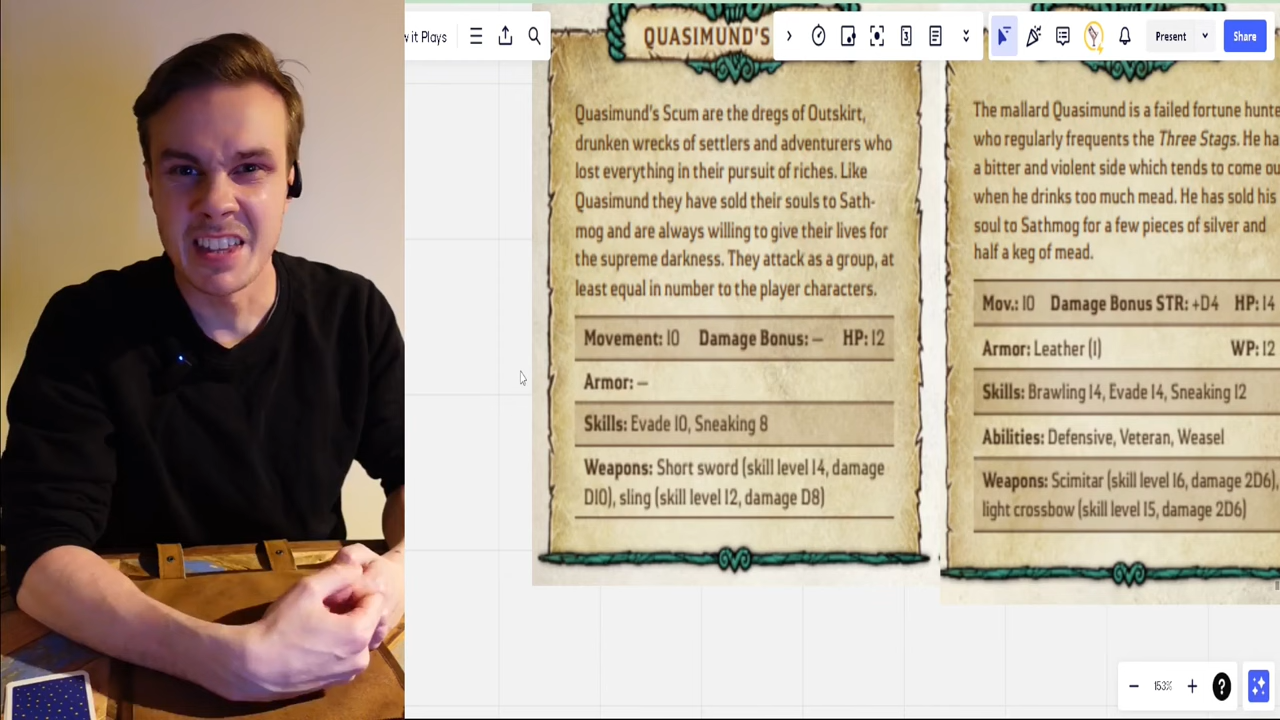 w it Plays
Present
Share
QUASIMUND'S
Quasimund's Scum are the dregs of Outskirt,
drunken wrecks of settlers and adventurers who
lost everything in their pursuit of riches. Like
Quasimund they have sold their souls to Sath-
mog and are always willing to give their lives for
the supreme darkness. They attack as a group, at
least equal in number to the player characters.
Movement: 10 Damage Bonus: – HP: 12
Armor: –
Skills: Evade 10, Sneaking 8
Weapons: Short sword (skill level 14, damage
D10), sling (skill level 12, damage D8)
The mallard Quasimund is a failed fortune hunte
who regularly frequents the Three Stags. He ha
a bitter and violent side which tends to come ou
when he drinks too much mead. He has sold his
soul to Sathmog for a few pieces of silver and
half a keg of mead.
Mov.: 10 Damage Bonus STR: +D4 HP: 14
Armor: Leather (1) WP: 12
Skills: Brawling 14, Evade 14, Sneaking 12
Abilities: Defensive, Veteran, Weasel
Weapons: Scimitar (skill level 16, damage 2D6),
light crossbow (skill level 15, damage 2D6)
153%